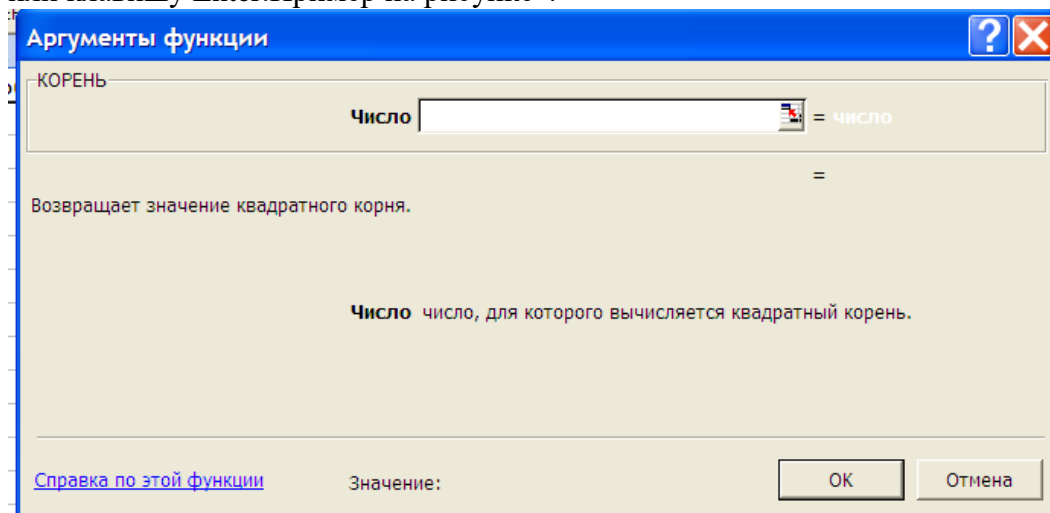 Аргументы функции
КОРЕНЬ
Число = число
=
Возвращает значение квадратного корня.
Число число, для которого вычисляется квадратный корень.
Справка по этой функции Значение: ОК Отмена